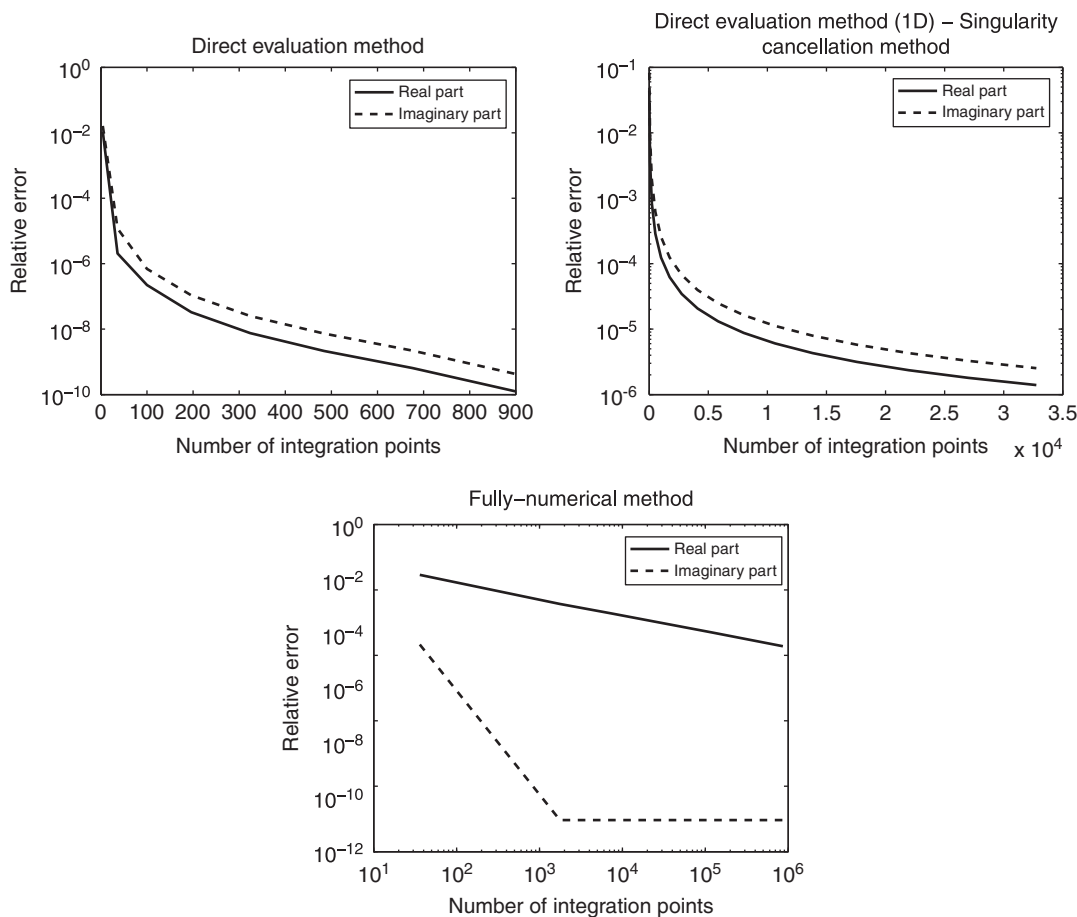 Direct evaluation method
Relative error
10^0
10^−2
10^−4
10^−6
10^−8
10^−10
Real part
Imaginary part
0 100 200 300 400 500 600 700 800 900
Number of integration points
Direct evaluation method (1D) − Singularity
cancellation method
Relative error
10^−1
10^−2
10^−3
10^−4
10^−5
10^−6
Real part
Imaginary part
0 0.5 1 1.5 2 2.5 3 3.5
Number of integration points x 10^4
Fully−numerical method
Relative error
10^0
10^−2
10^−4
10^−6
10^−8
10^−10
10^−12
Real part
Imaginary part
10^1 10^2 10^3 10^4 10^5 10^6
Number of integration points